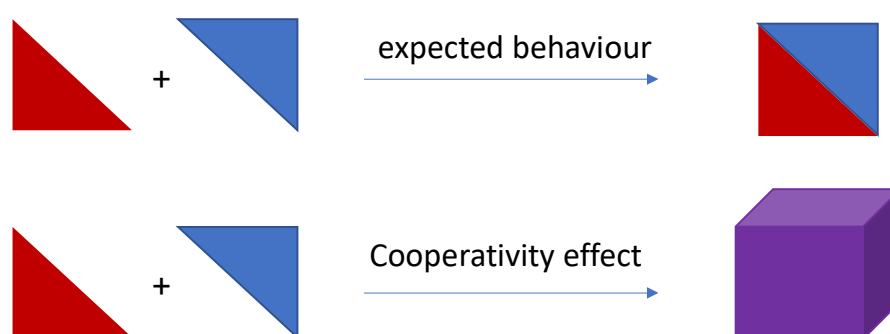 expected behaviour
+
Cooperativity effect
+